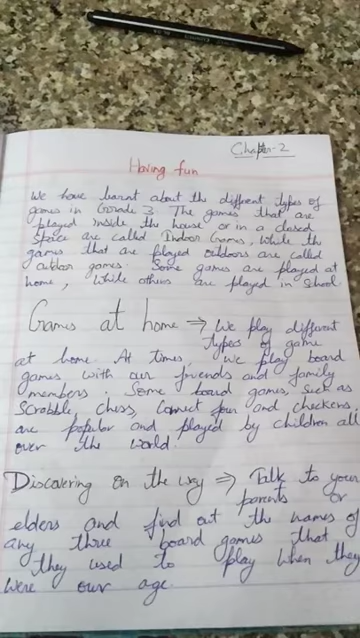 Chapter-2
Having fun
We have learnt about the different types of
games in Grade 3. The games that are
played inside the house or in a closed
space are called Indoor Games, While the
games that are played outdoors are called
outdoor games. Some games are played at
home, While others are played in School.
Games at home ⇒ We play different
types of game
at home. At times, We play board
games with our friends and family
members. Some board games, such as
Scrabble, chess, Connect four and checkers,
are popular and played by children all
over the world.
Discovering on the way ⇒ Talk to your
parents or
elders and find out the names of
any three board games that
they used to play When they
Were our age.